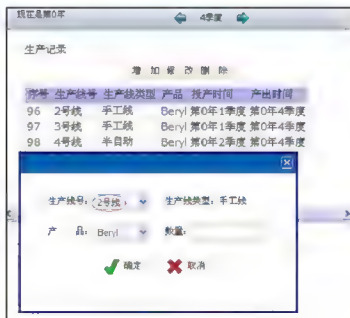 现在是第0年 4季度
生产记录
增加 修改 删除
序号 生产线号 生产线类型 产品 投产时间 产出时间
96 2号线 手工线 Beryl 第0年1季度 第0年4季度
97 3号线 手工线 Beryl 第0年1季度 第0年4季度
98 4号线 半自动 Beryl 第0年2季度 第0年4季度
生产线号: 2号线 生产线类型: 手工线
产 品: Beryl 数量:
确定 取消